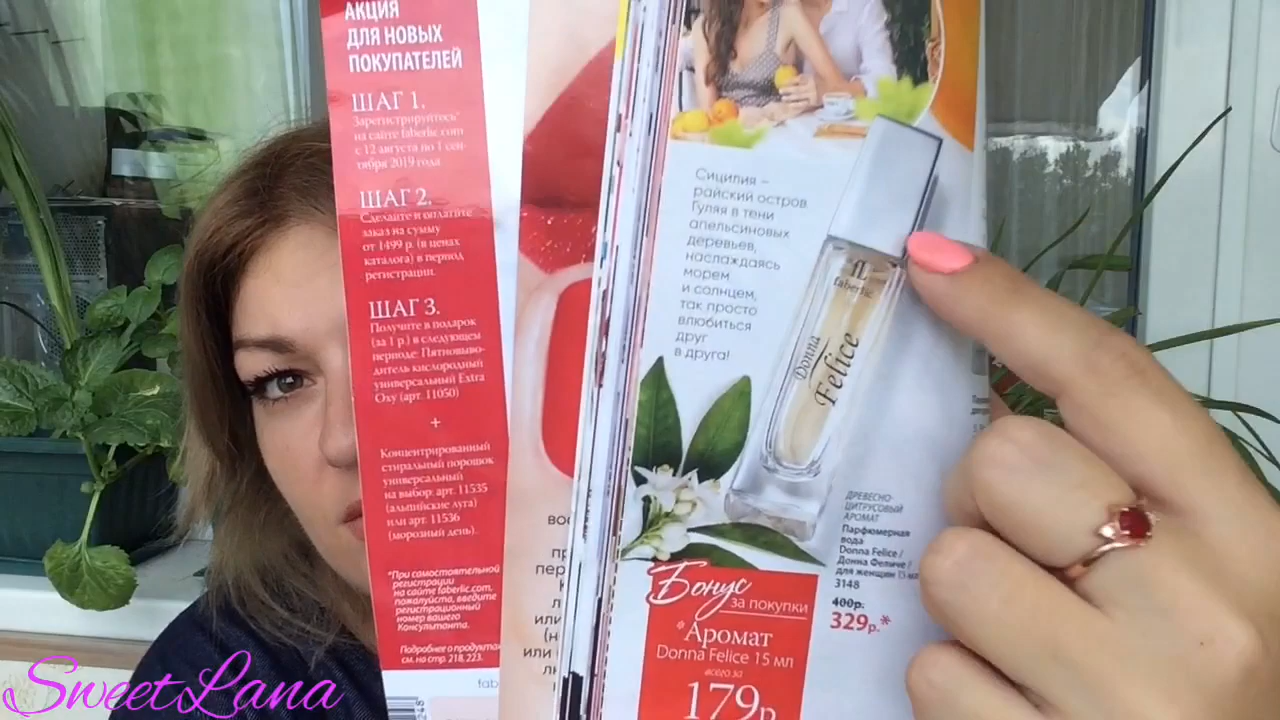 АКЦИЯ
ДЛЯ НОВЫХ
ПОКУПАТЕЛЕЙ
ШАГ 1.
Зарегистрируйтесь*
на сайте faberlic.com
с 12 августа по 1 сен-
тября 2019 года
ШАГ 2.
Сделайте и оплатите
заказ на сумму
от 1499 р. (в ценах
каталога) в период
регистрации.
ШАГ 3.
Получите в подарок
(за 1 р.) в следующем
периоде: Пятновыво-
дитель кислородный
универсальный Extra
Oxy (арт. 11050)
+
Концентрированный
стиральный порошок
универсальный
на выбор: арт. 11535
(альпийские луга)
или арт. 11536
(морозный день).
*При самостоятельной
регистрации
на сайте faberlic.com,
пожалуйста, введите
регистрационный
номер вашего
Консультанта.
Подробнее о продуктах
см. на стр. 218, 223.
Сицилия –
райский остров.
Гуляя в тени
апельсиновых
деревьев,
наслаждаясь
морем
и солнцем,
так просто
влюбиться
друг
в друга!
faberlic
Donna
Felice
ДРЕВЕСНО-
ЦИТРУСОВЫЙ
АРОМАТ
Парфюмерная
вода
Donna Felice /
Донна Феличе /
для женщин 15 мл
3148
400р.
329р.*
Бонус
за покупки
*Аромат
Donna Felice 15 мл
всего за
179р
SweetLana